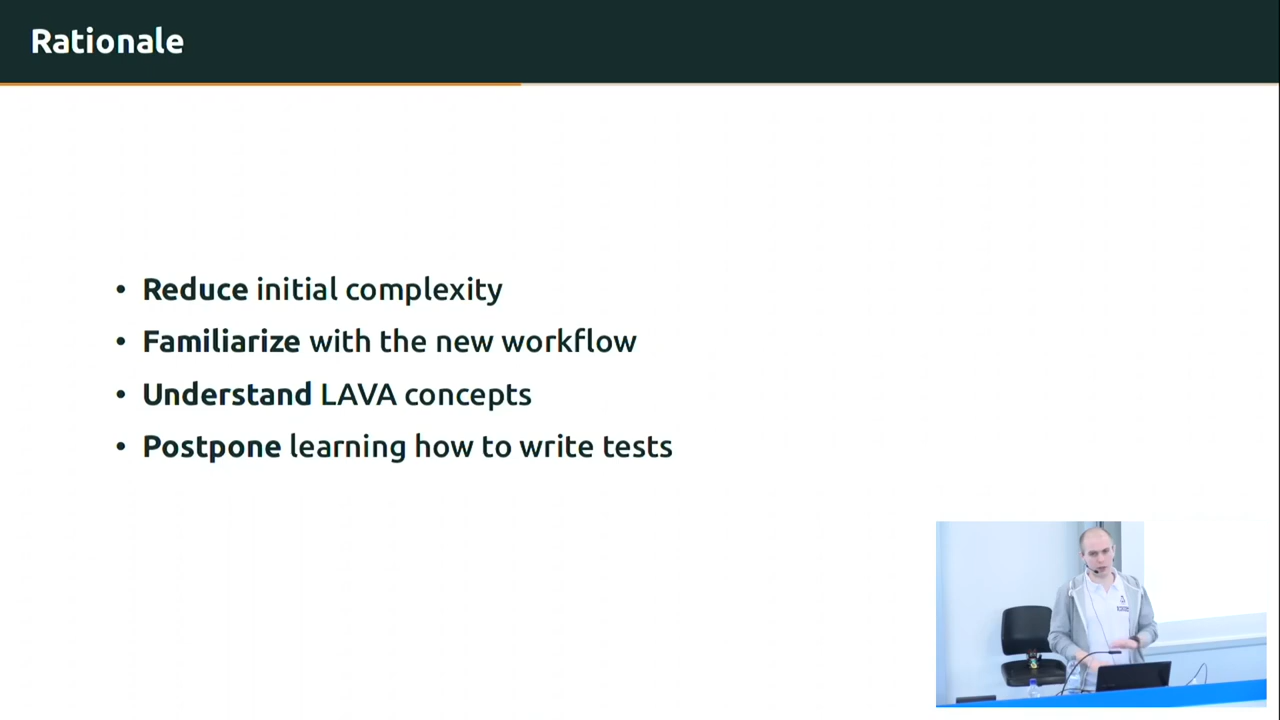 Rationale
• Reduce initial complexity
• Familiarize with the new workflow
• Understand LAVA concepts
• Postpone learning how to write tests